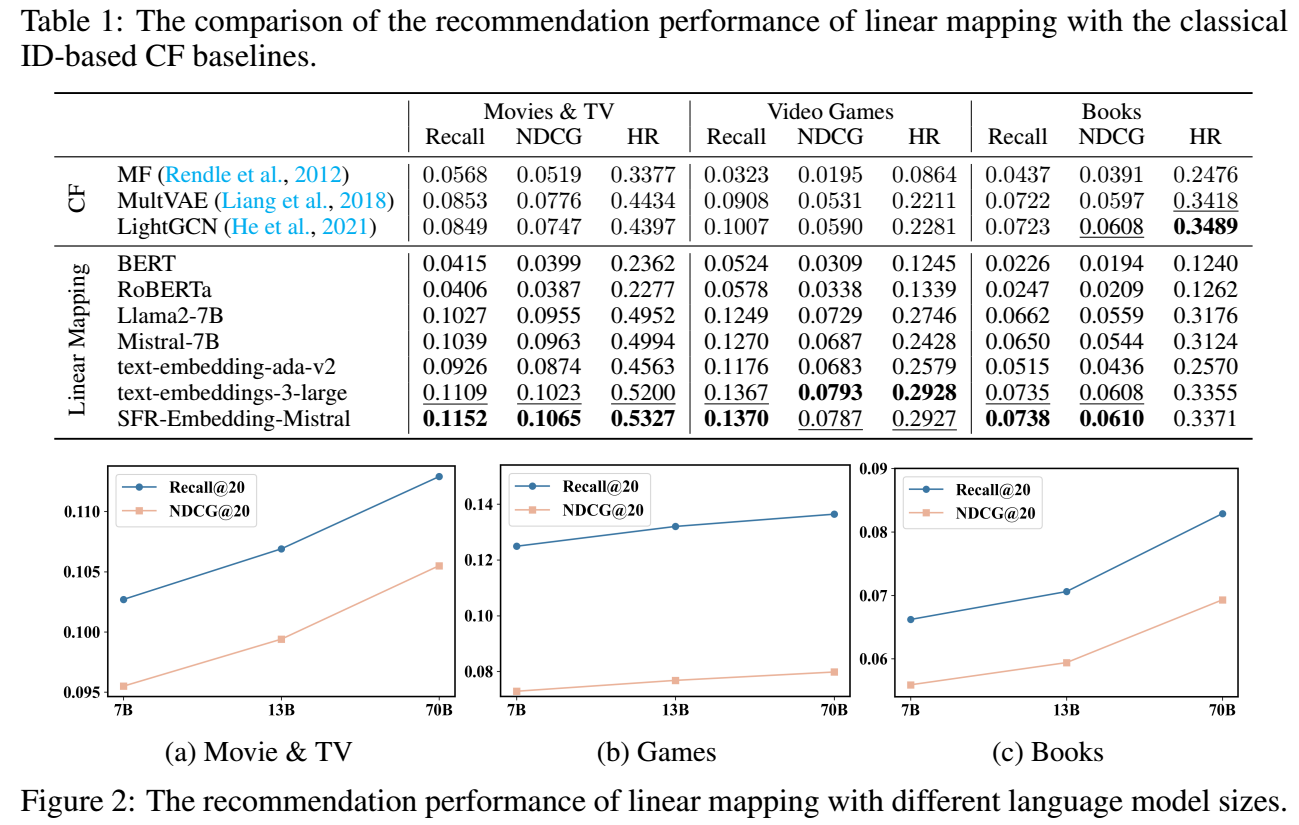 Table 1: The comparison of the recommendation performance of linear mapping with the classical
ID-based CF baselines.
Movies & TV Video Games Books
Recall NDCG HR Recall NDCG HR Recall NDCG HR
CF
MF (Rendle et al., 2012) 0.0568 0.0519 0.3377 0.0323 0.0195 0.0864 0.0437 0.0391 0.2476
MultVAE (Liang et al., 2018) 0.0853 0.0776 0.4434 0.0908 0.0531 0.2211 0.0722 0.0597 0.3418
LightGCN (He et al., 2021) 0.0849 0.0747 0.4397 0.1007 0.0590 0.2281 0.0723 0.0608 0.3489
Linear Mapping
BERT 0.0415 0.0399 0.2362 0.0524 0.0309 0.1245 0.0226 0.0194 0.1240
RoBERTa 0.0406 0.0387 0.2277 0.0578 0.0338 0.1339 0.0247 0.0209 0.1262
Llama2-7B 0.1027 0.0955 0.4952 0.1249 0.0729 0.2746 0.0662 0.0559 0.3176
Mistral-7B 0.1039 0.0963 0.4994 0.1270 0.0687 0.2428 0.0650 0.0544 0.3124
text-embedding-ada-v2 0.0926 0.0874 0.4563 0.1176 0.0683 0.2579 0.0515 0.0436 0.2570
text-embeddings-3-large 0.1109 0.1023 0.5200 0.1367 0.0793 0.2928 0.0735 0.0608 0.3355
SFR-Embedding-Mistral 0.1152 0.1065 0.5327 0.1370 0.0787 0.2927 0.0738 0.0610 0.3371
Recall@20
NDCG@20
0.110
0.105
0.100
0.095
7B 13B 70B
(a) Movie & TV
Recall@20
NDCG@20
0.14
0.12
0.10
0.08
7B 13B 70B
(b) Games
Recall@20
NDCG@20
0.09
0.08
0.07
0.06
7B 13B 70B
(c) Books
Figure 2: The recommendation performance of linear mapping with different language model sizes.